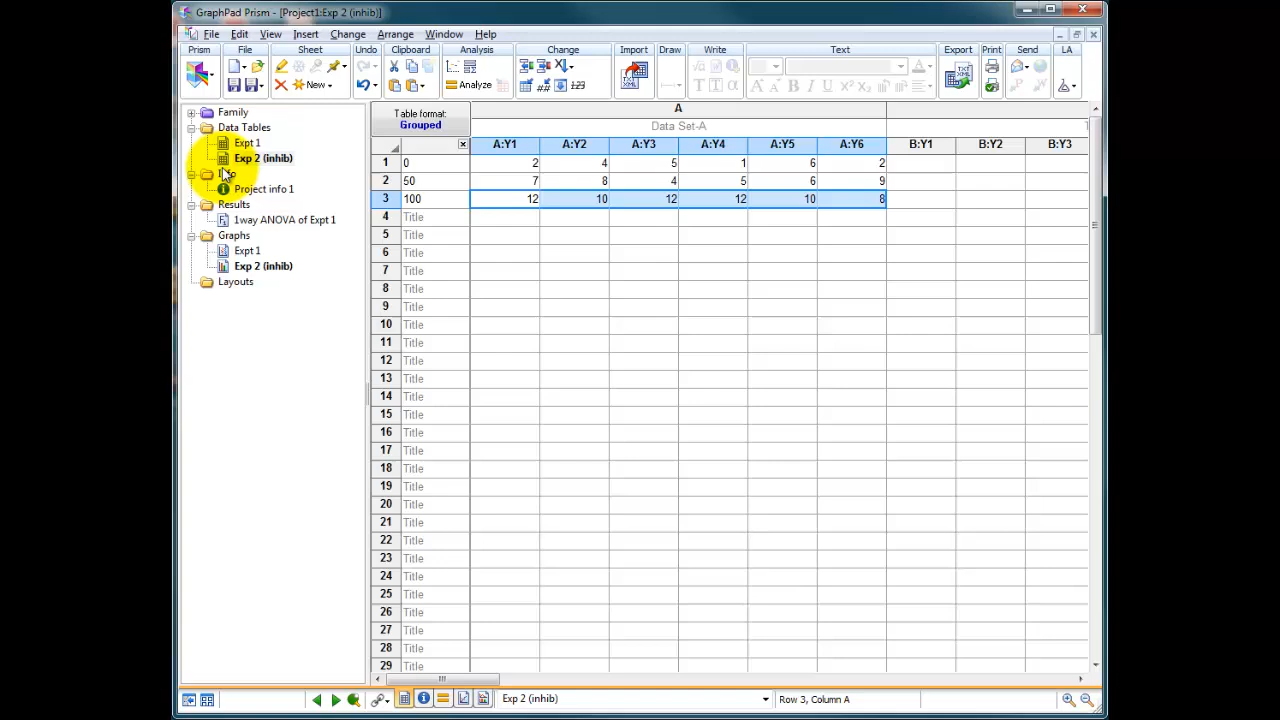 GraphPad Prism - [Project1:Exp 2 (inhib)]
File Edit View Insert Change Arrange Window Help
Prism File Sheet Undo Clipboard Analysis Change Import Draw Write Text Export Print Send LA
Analyze
New
Family
Data Tables
Expt 1
Exp 2 (inhib)
Info
Project info 1
Results
1way ANOVA of Expt 1
Graphs
Expt 1
Exp 2 (inhib)
Layouts
Table format:
Grouped
A
Data Set-A
A:Y1 A:Y2 A:Y3 A:Y4 A:Y5 A:Y6 B:Y1 B:Y2 B:Y3
1 0 2 4 5 1 6 2
2 50 7 8 4 5 6 9
3 100 12 10 12 12 10 8
4 Title
5 Title
6 Title
7 Title
8 Title
9 Title
10 Title
11 Title
12 Title
13 Title
14 Title
15 Title
16 Title
17 Title
18 Title
19 Title
20 Title
21 Title
22 Title
23 Title
24 Title
25 Title
26 Title
27 Title
28 Title
29 Title
Exp 2 (inhib)
Row 3, Column A